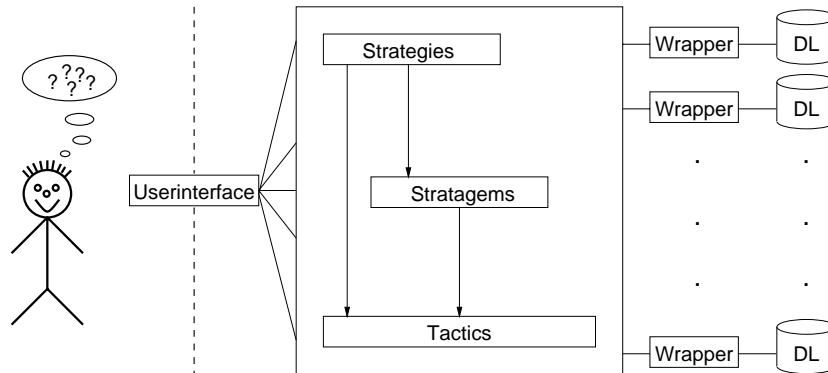 ? ? ? ? ? ?
Userinterface
Strategies
Stratagems
Tactics
Wrapper DL
Wrapper DL
Wrapper DL